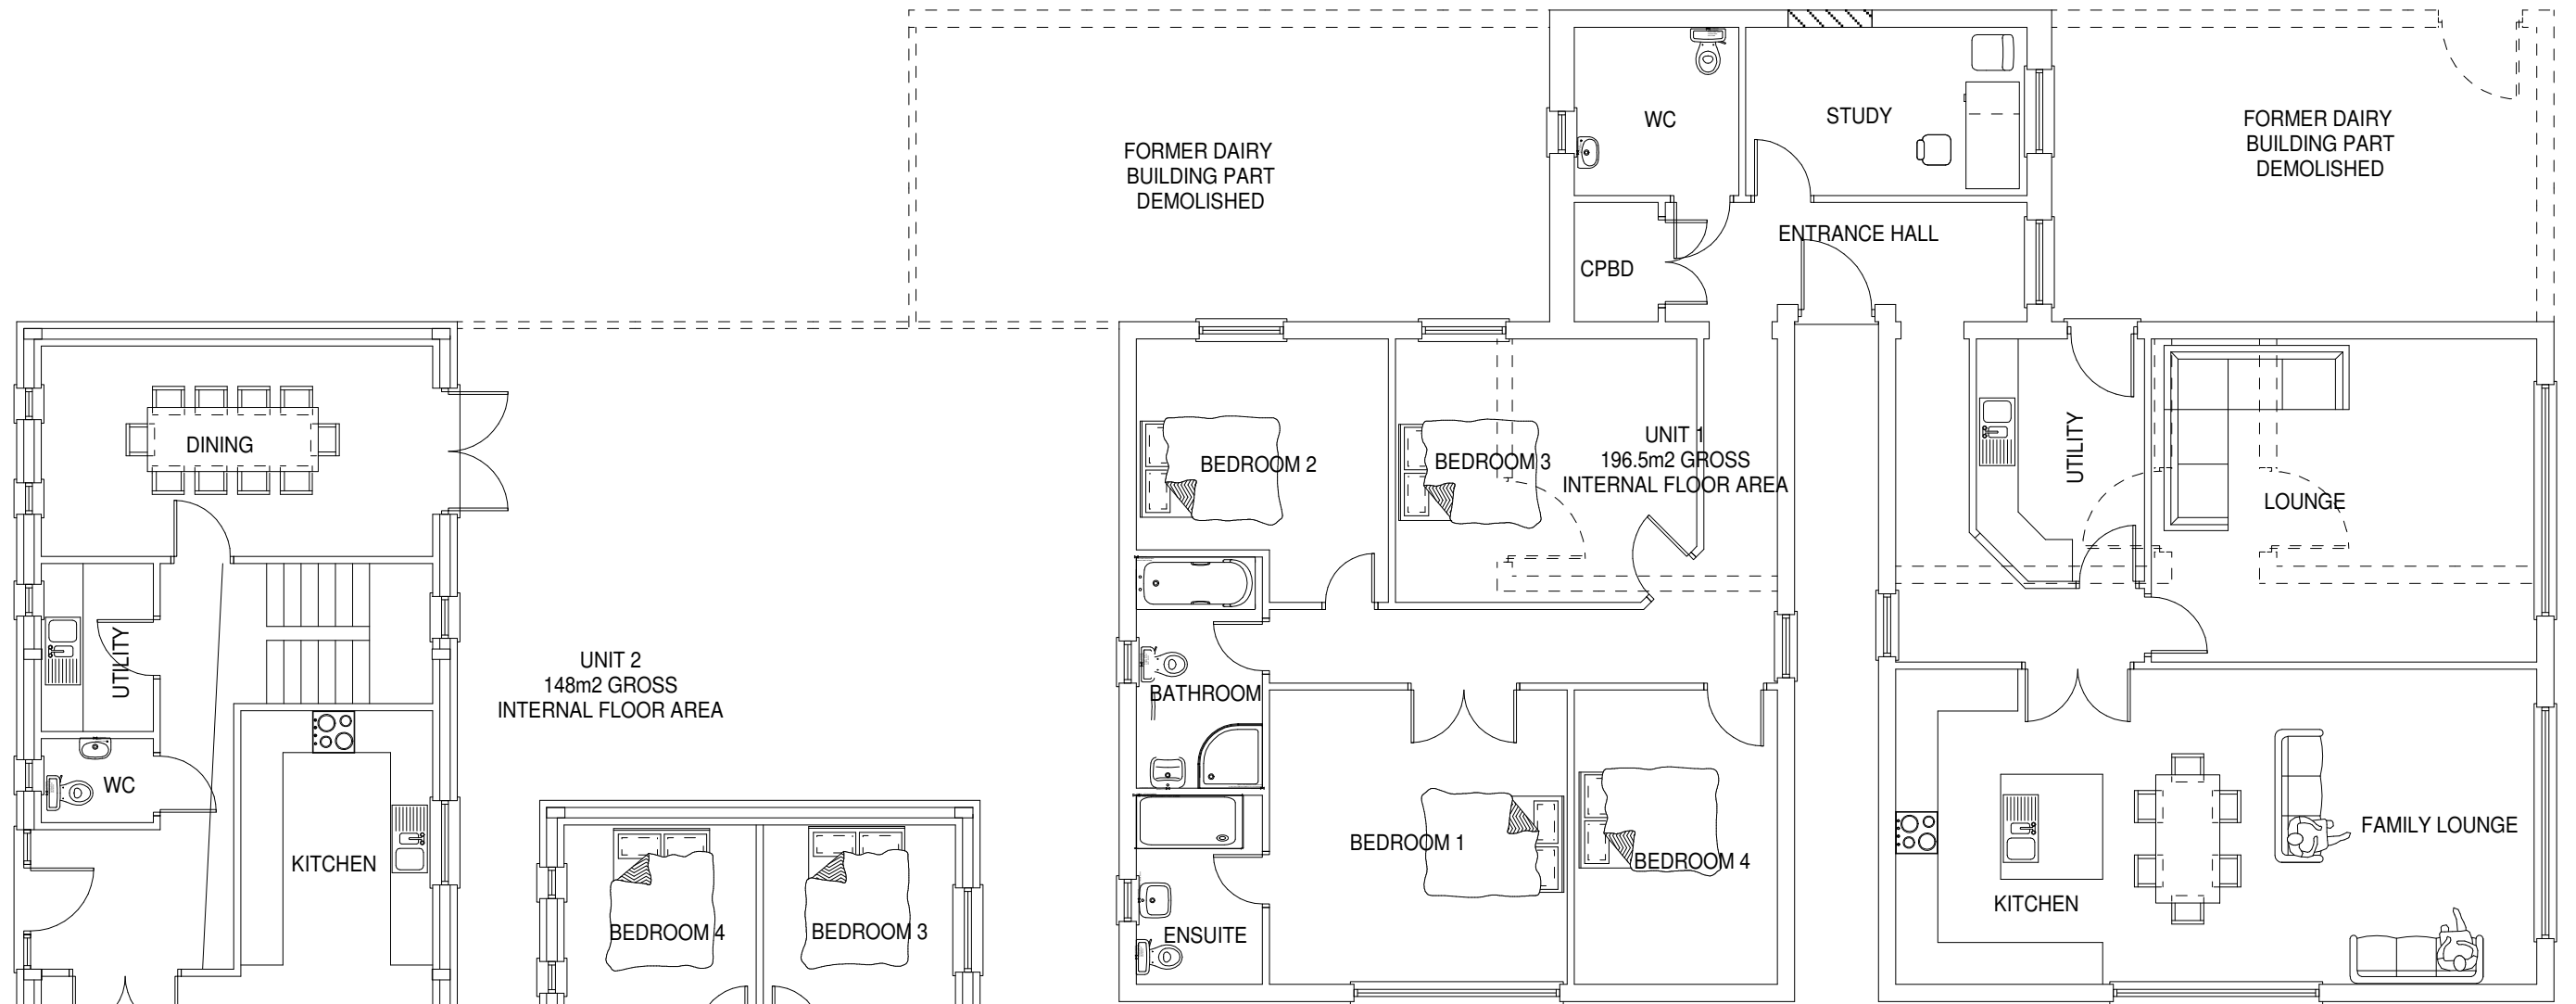 FORMER DAIRY
BUILDING PART
DEMOLISHED
WC
STUDY
FORMER DAIRY
BUILDING PART
DEMOLISHED
ENTRANCE HALL
CPBD
DINING
BEDROOM 2
BEDROOM 3
UNIT 1
196.5m2 GROSS
INTERNAL FLOOR AREA
UTILITY
LOUNGE
UTILITY
UNIT 2
148m2 GROSS
INTERNAL FLOOR AREA
BATHROOM
WC
KITCHEN
BEDROOM 4
BEDROOM 3
BEDROOM 1
BEDROOM 4
ENSUITE
KITCHEN
FAMILY LOUNGE